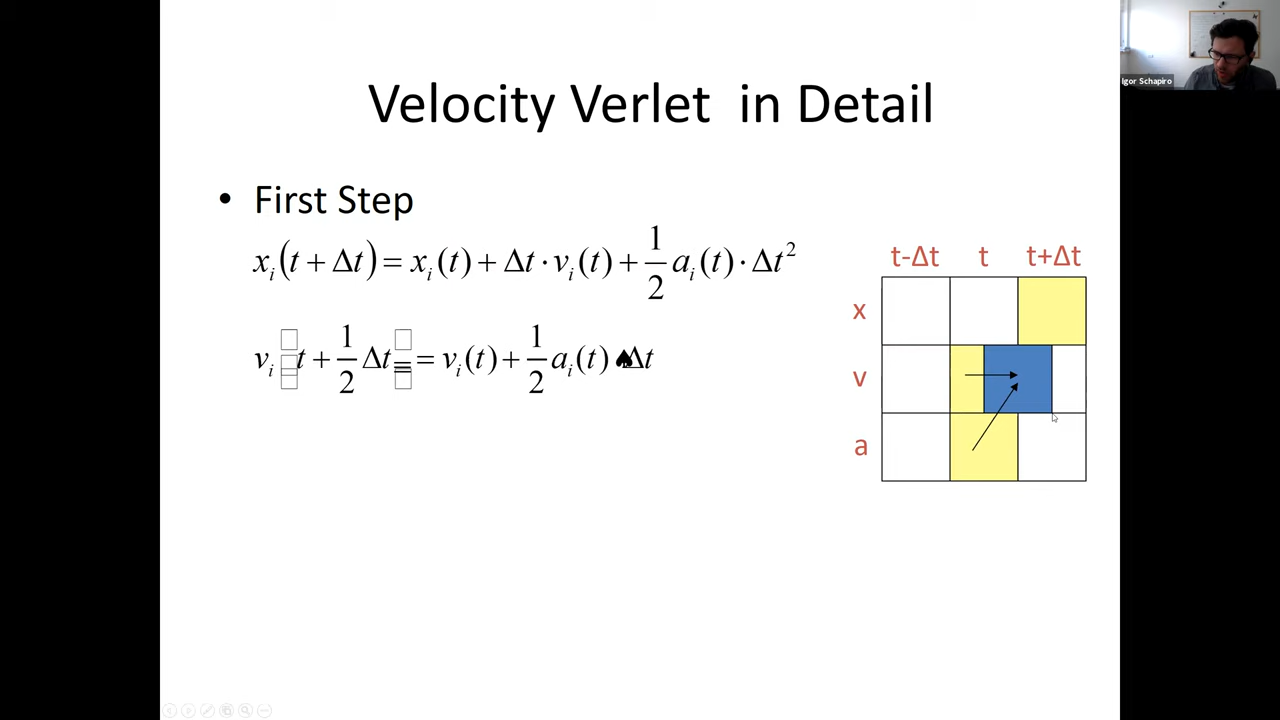 Igor Schapiro
Velocity Verlet in Detail
• First Step
x_i(t + Δt) = x_i(t) + Δt · v_i(t) + 1/2 a_i(t) · Δt²
v_i □t + 1/2 Δt□ = v_i(t) + 1/2 a_i(t) ♠Δt
t-Δt t t+Δt
x
v
a